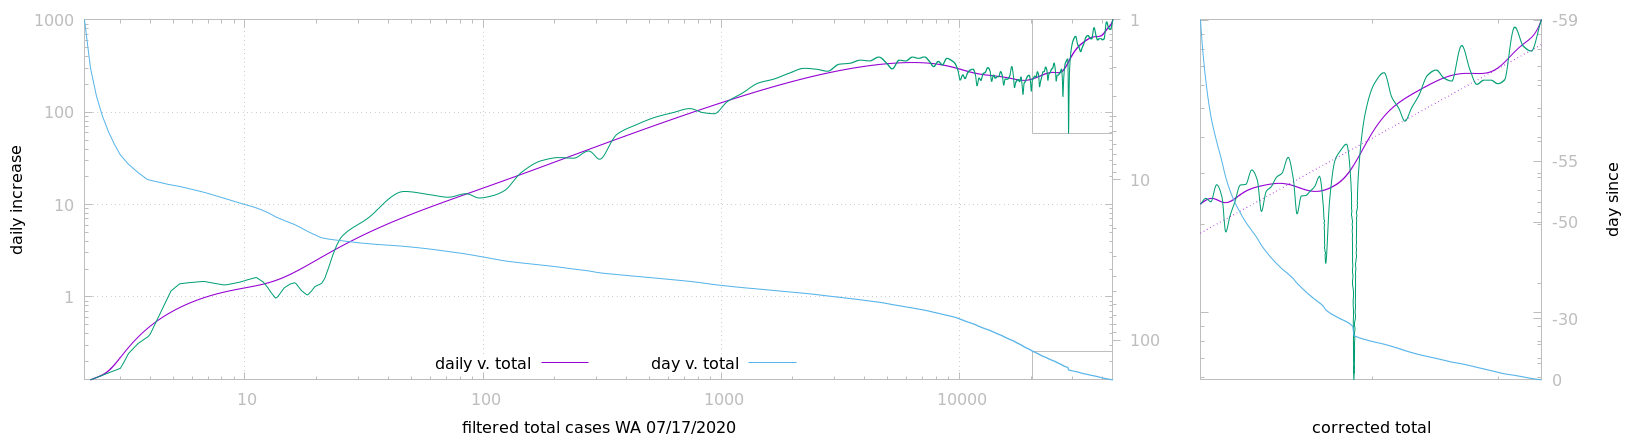 1000
100
10
1
daily increase
10
100
1000
10000
filtered total cases WA 07/17/2020
daily v. total
day v. total
1
10
100
-59
-55
-50
-30
0
day since
corrected total